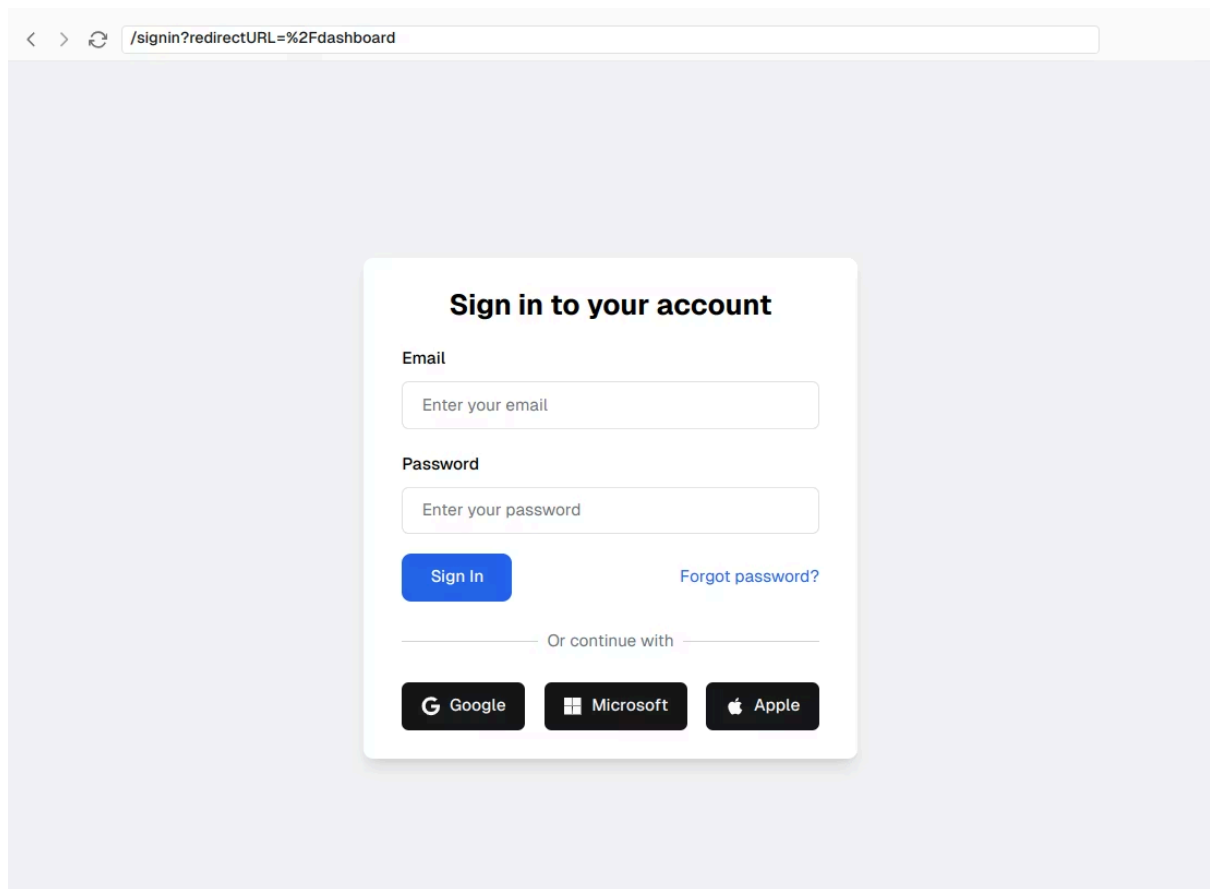 /signin?redirectURL=%2Fdashboard
Sign in to your account
Email
Enter your email
Password
Enter your password
Sign In Forgot password?
Or continue with
Google Microsoft Apple